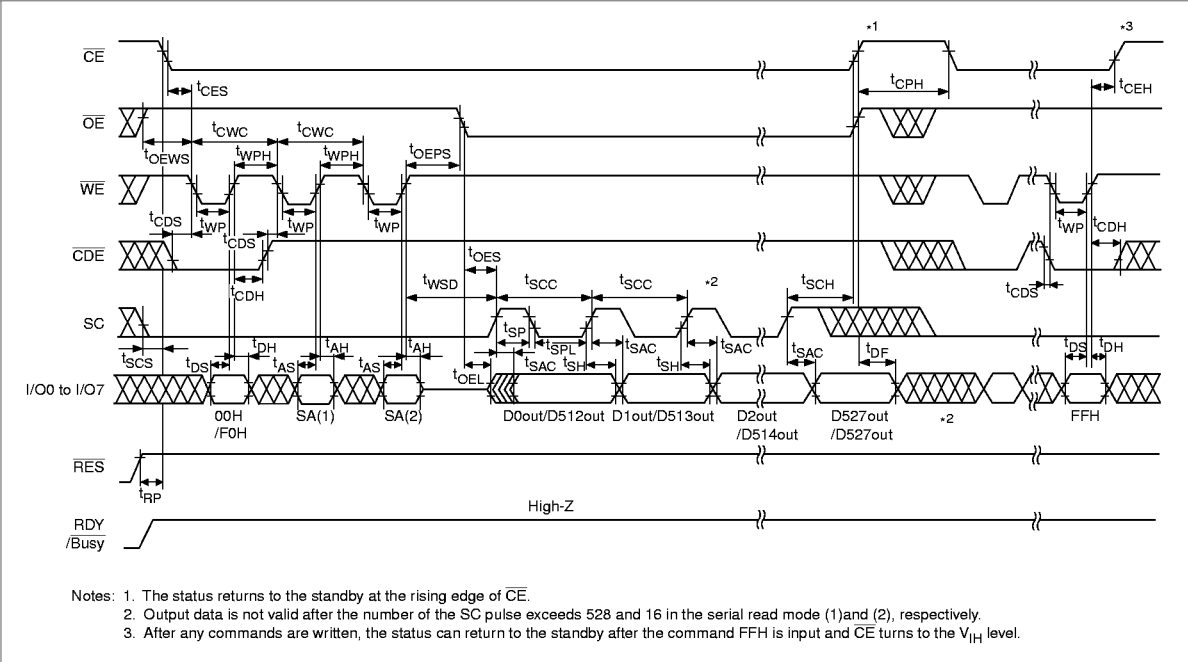 *1
*3
CE
tCES
tCPH
tCEH
OE
tOEWS
tCWC
tCWC
tWPH
tWPH
tOEPS
WE
tCDS
tWP
tCDS
tWP
tWP
tWP
tCDH
CDE
tCDH
tOES
tCDS
tWSD
tSCC
tSCC
*2
tSCH
SC
tSCS
tDS
tDH
tAS
tAH
tAS
tAH
tSP
tSPL
tOEL
tSAC
tSH
tSAC
tSH
tSAC
tSAC
tDF
tDS
tDH
I/O0 to I/O7
00H
/F0H
SA(1)
SA(2)
D0out/D512out
D1out/D513out
D2out
/D514out
D527out
/D527out
*2
FFH
RES
tRP
High-Z
RDY
/Busy
Notes: 1. The status returns to the standby at the rising edge of CE.
2. Output data is not valid after the number of the SC pulse exceeds 528 and 16 in the serial read mode (1)and (2), respectively.
3. After any commands are written, the status can return to the standby after the command FFH is input and CE turns to the VIH level.